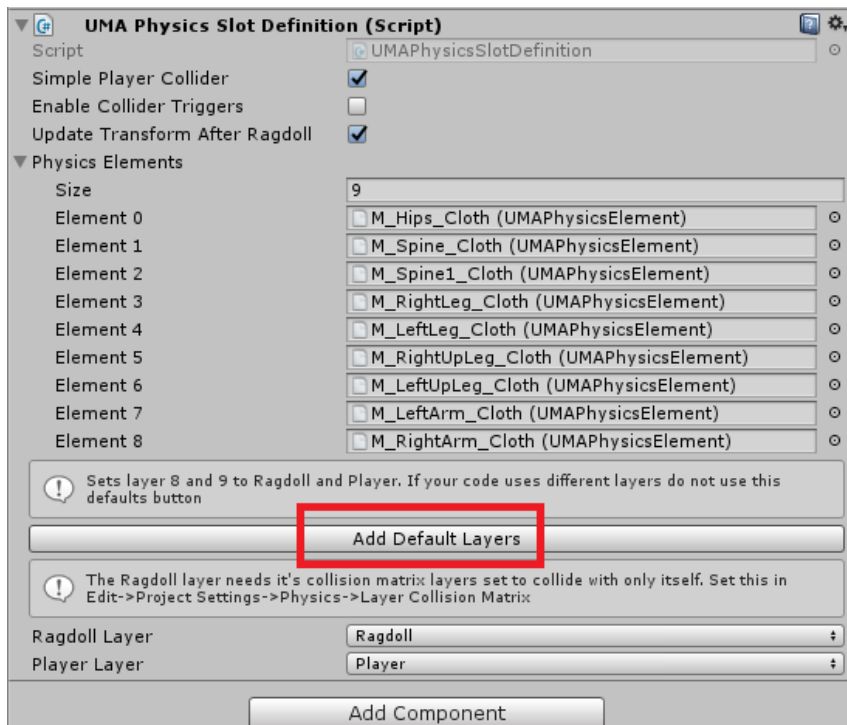 UMA Physics Slot Definition (Script)
Script UMAPhysicsSlotDefinition
Simple Player Collider
Enable Collider Triggers
Update Transform After Ragdoll
Physics Elements
Size 9
Element 0 M_Hips_Cloth (UMAPhysicsElement)
Element 1 M_Spine_Cloth (UMAPhysicsElement)
Element 2 M_Spine1_Cloth (UMAPhysicsElement)
Element 3 M_RightLeg_Cloth (UMAPhysicsElement)
Element 4 M_LeftLeg_Cloth (UMAPhysicsElement)
Element 5 M_RightUpLeg_Cloth (UMAPhysicsElement)
Element 6 M_LeftUpLeg_Cloth (UMAPhysicsElement)
Element 7 M_LeftArm_Cloth (UMAPhysicsElement)
Element 8 M_RightArm_Cloth (UMAPhysicsElement)
Sets layer 8 and 9 to Ragdoll and Player. If your code uses different layers do not use this
defaults button
Add Default Layers
The Ragdoll layer needs it's collision matrix layers set to collide with only itself. Set this in
Edit->Project Settings->Physics->Layer Collision Matrix
Ragdoll Layer Ragdoll
Player Layer Player
Add Component